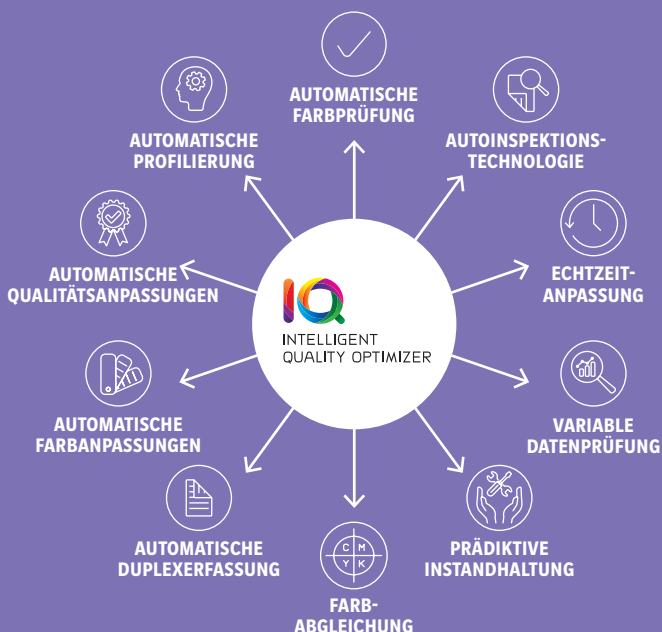 AUTOMATISCHE
FARBPRÜFUNG
AUTOINSPEKTIONS-
TECHNOLOGIE
ECHTZEIT-
ANPASSUNG
VARIABLE
DATENPRÜFUNG
PRÄDIKTIVE
INSTANDHALTUNG
C M
Y K
FARB-
ABGLEICHUNG
AUTOMATISCHE
DUPLEXERFASSUNG
AUTOMATISCHE
FARBANPASSUNGEN
AUTOMATISCHE
QUALITÄTSANPASSUNGEN
AUTOMATISCHE
PROFILIERUNG
IQ
INTELLIGENT
QUALITY OPTIMIZER